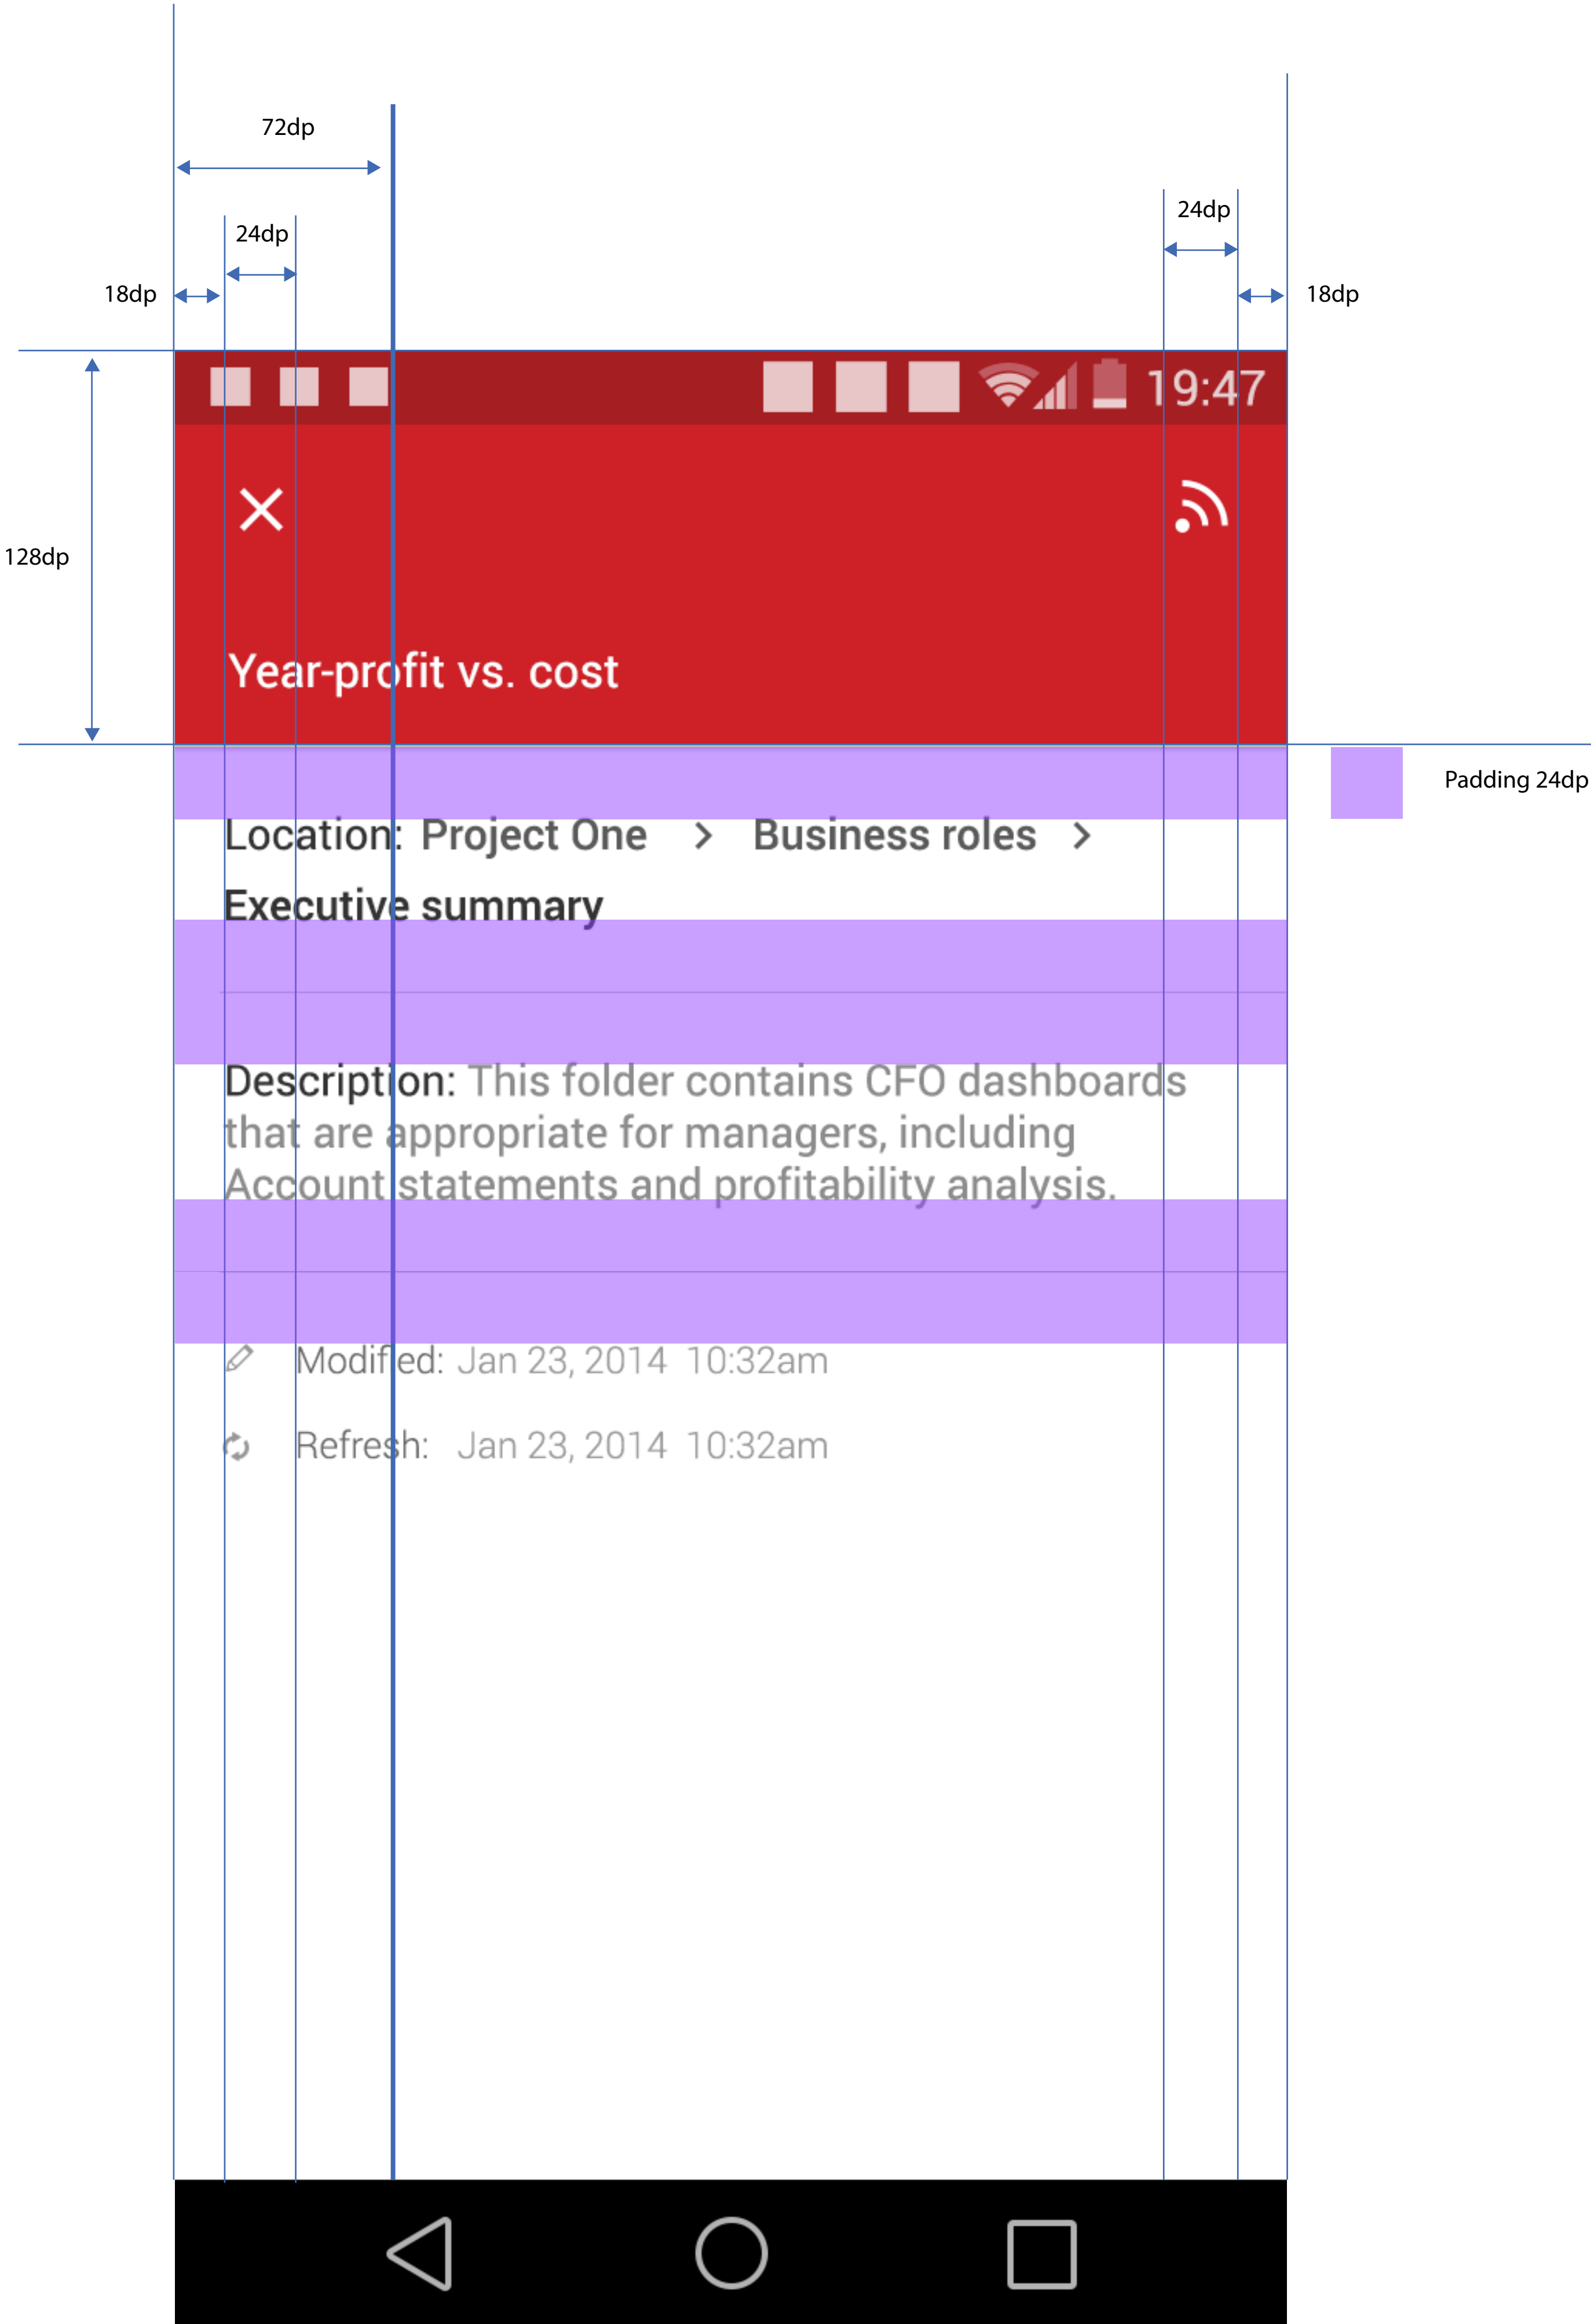 72dp
24dp
24dp
18dp
18dp
19:47
128dp
Year-profit vs. cost
Padding 24dp
Location: Project One > Business roles >
Executive summary
Description: This folder contains CFO dashboards
that are appropriate for managers, including
Account statements and profitability analysis.
Modified: Jan 23, 2014 10:32am
Refresh: Jan 23, 2014 10:32am